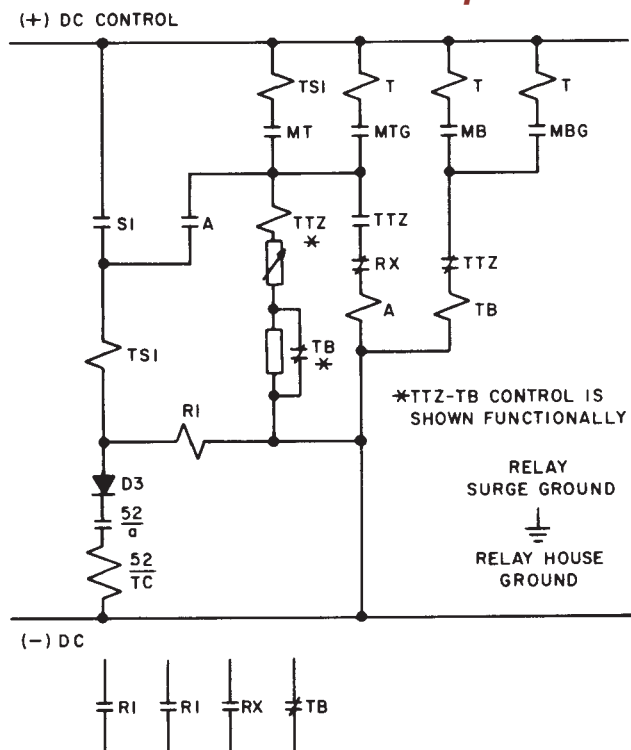 (+) DC CONTROL
TSI T T T
MT MTG MB MBG
SI A TTZ * TTZ
RX TTZ
A TB
TSI TB *
*TTZ-TB CONTROL IS
SHOWN FUNCTIONALLY
RI
RELAY
SURGE GROUND
D3
52/a
RELAY HOUSE
GROUND
52/TC
(-) DC
RI RI RX TB